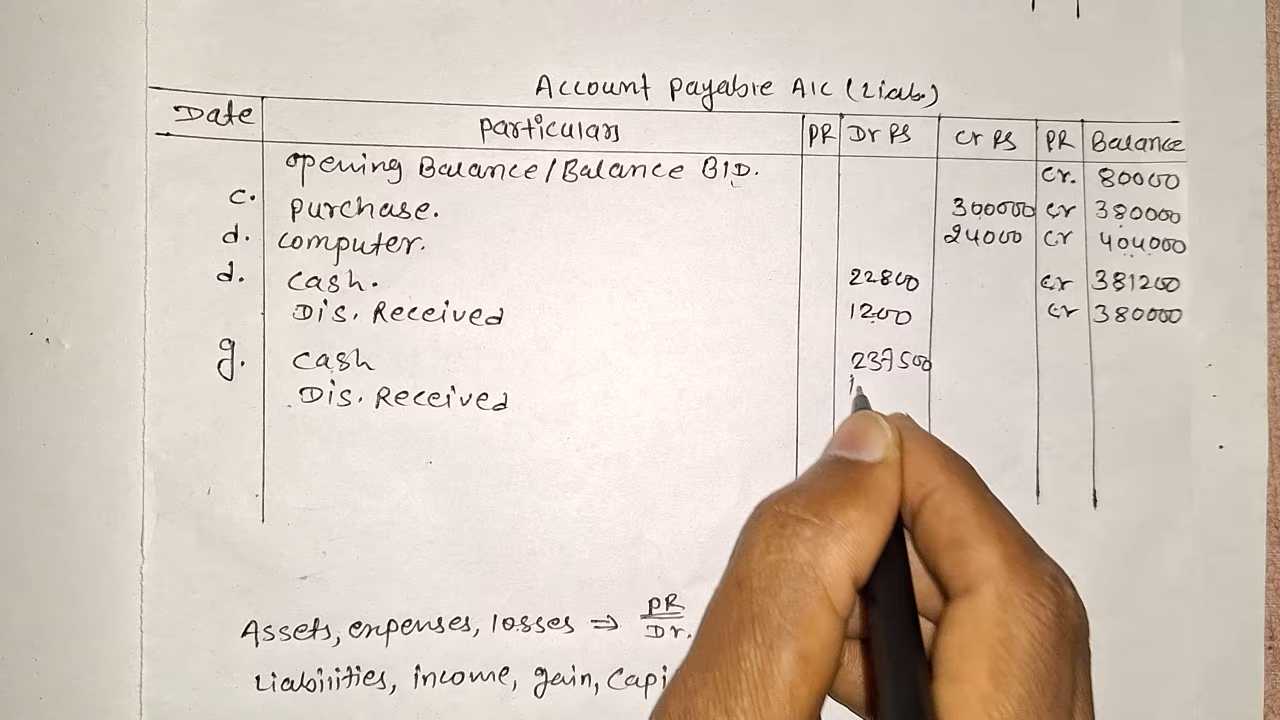 Account Payable A/C (Liab.)
Date Particulars PR Dr Rs Cr Rs PR Balance
Opening Balance/Balance B/D. Cr. 80000
c. Purchase. 300000 Cr 380000
d. Computer. 24000 Cr 404000
d. Cash. 22800 Cr 381200
Dis. Received 1200 Cr 380000
g. Cash 237500
Dis. Received 1
Assets, expenses, losses ⇒ PR
Dr.
Liabilities, income, gain, Capi